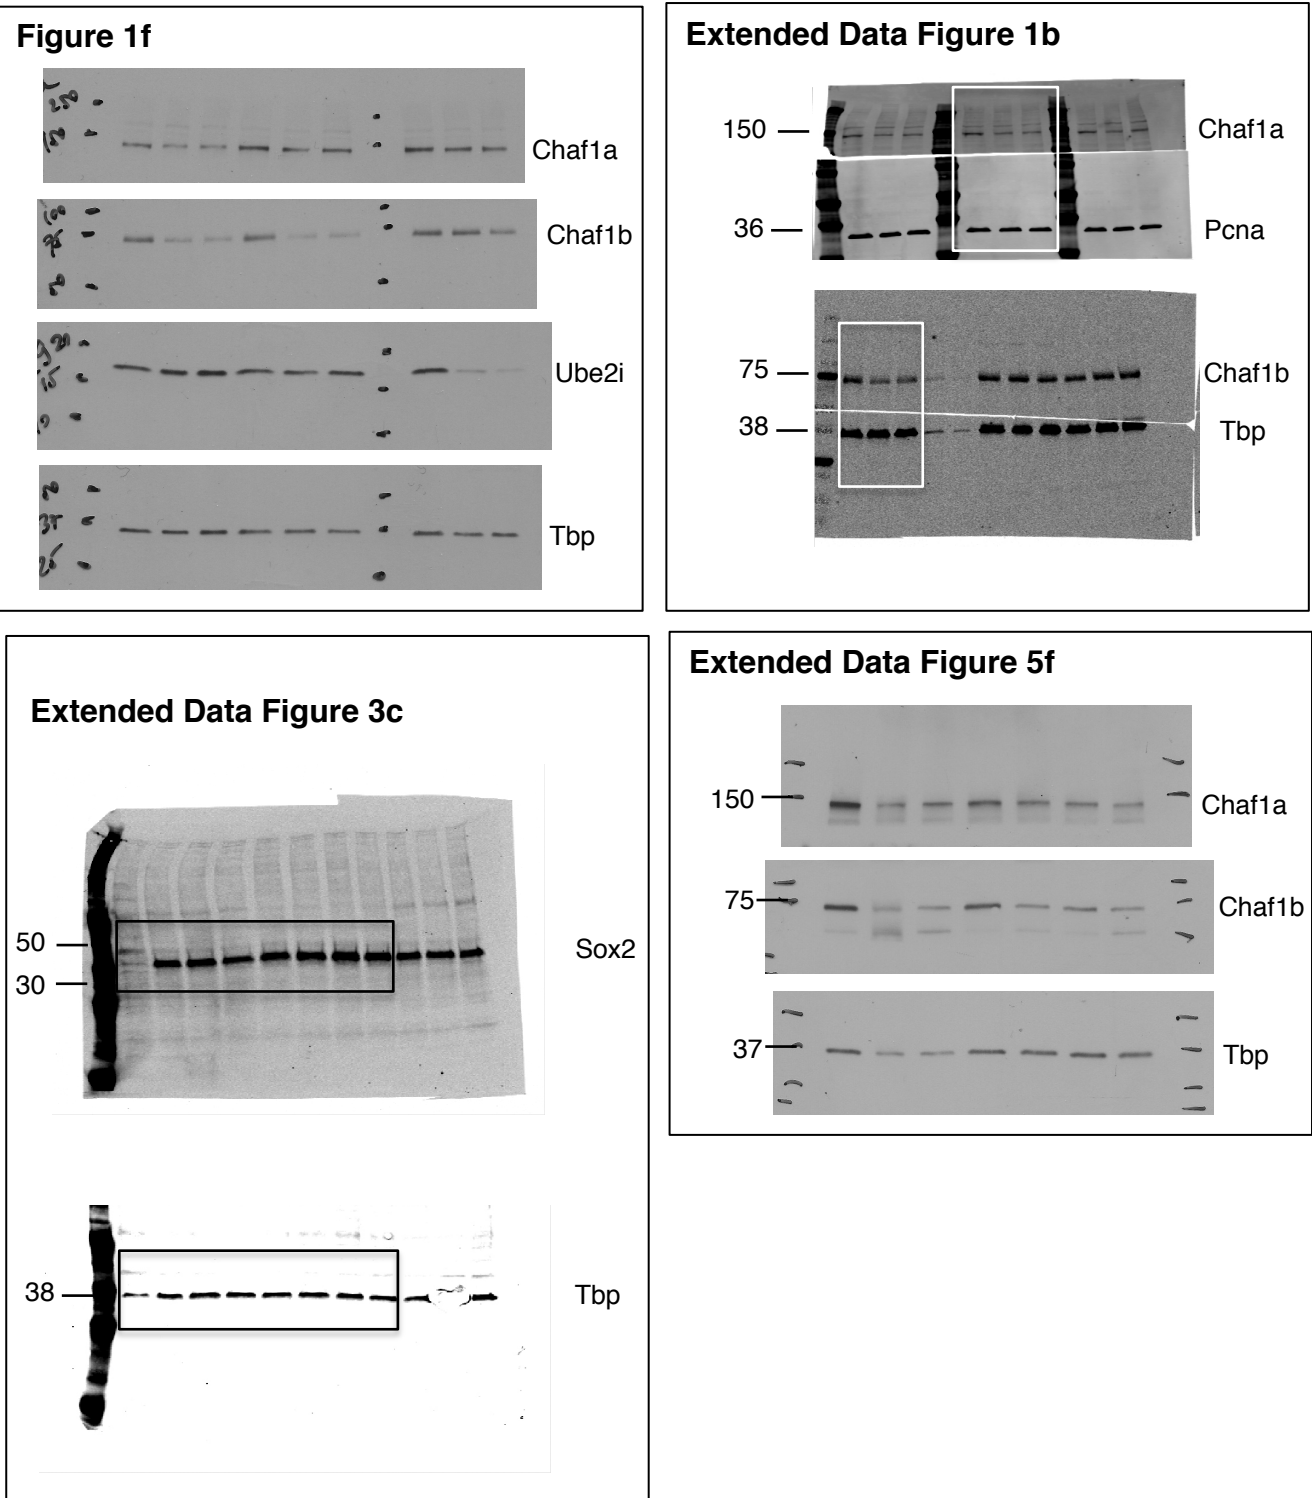 Figure 1f
Chaf1a
Chaf1b
Ube2i
Tbp
Extended Data Figure 1b
150
Chaf1a
36
Pcna
75
Chaf1b
38
Tbp
Extended Data Figure 3c
50
30
Sox2
38
Tbp
Extended Data Figure 5f
150
Chaf1a
75
Chaf1b
37
Tbp